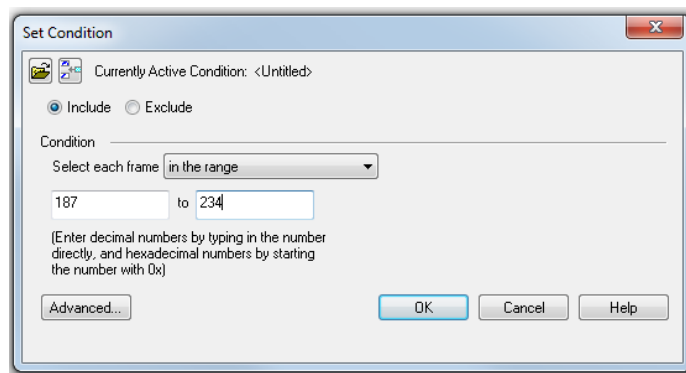 Set Condition
Currently Active Condition: <Untitled>
Include Exclude
Condition
Select each frame in the range
187 to 234
(Enter decimal numbers by typing in the number
directly, and hexadecimal numbers by starting
the number with 0x)
Advanced... OK Cancel Help